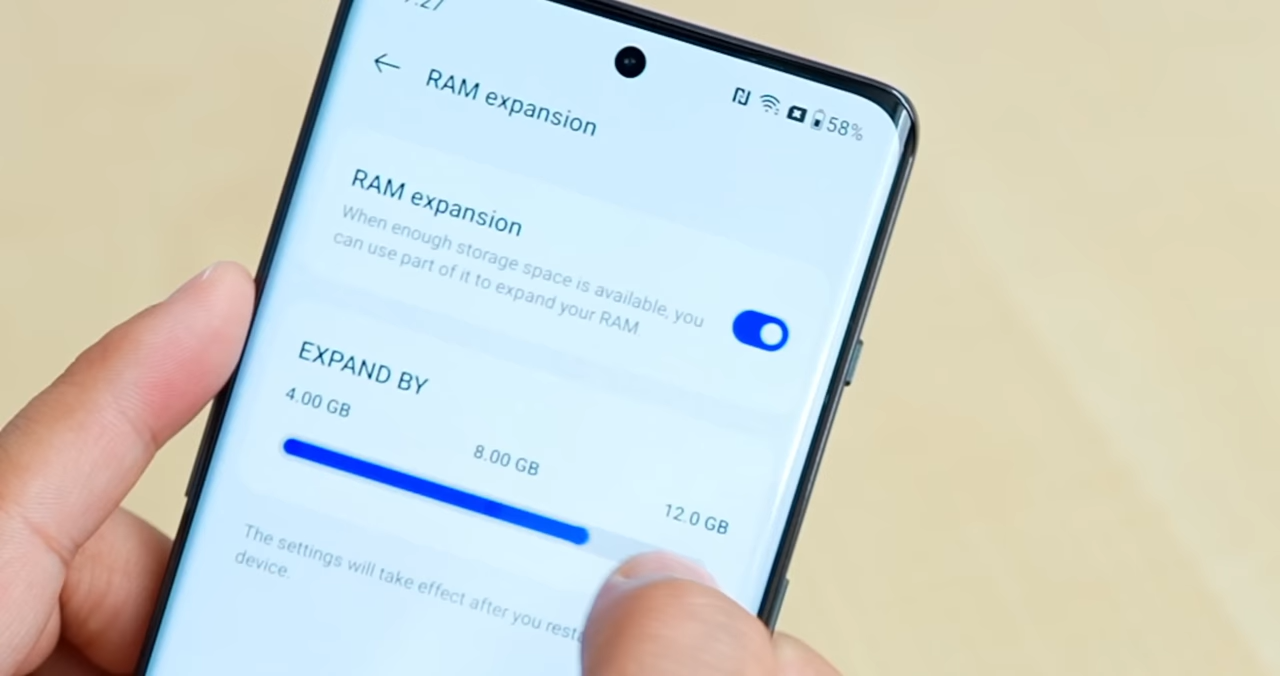 58%
RAM expansion
RAM expansion
When enough storage space is available, you
can use part of it to expand your RAM.
EXPAND BY
4.00 GB
8.00 GB
12.0 GB
The settings will take effect after you
device.